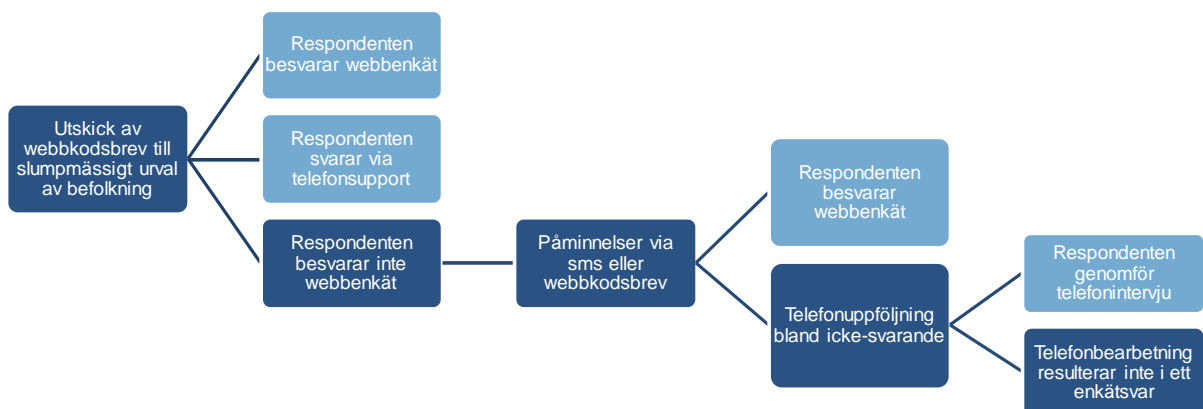 Utskick av
webbkodsbrev till
slumpmässigt urval
av befolkning
Respondenten
besvarar webbenkät
Respondenten
svarar via
telefonsupport
Respondenten
besvarar inte
webbenkät
Påminnelser via
sms eller
webbkodsbrev
Respondenten
besvarar
webbenkät
Telefonuppföljning
bland icke-svarande
Respondenten
genomför
telefonintervju
Telefonbearbetning
resulterar inte i ett
enkätsvar